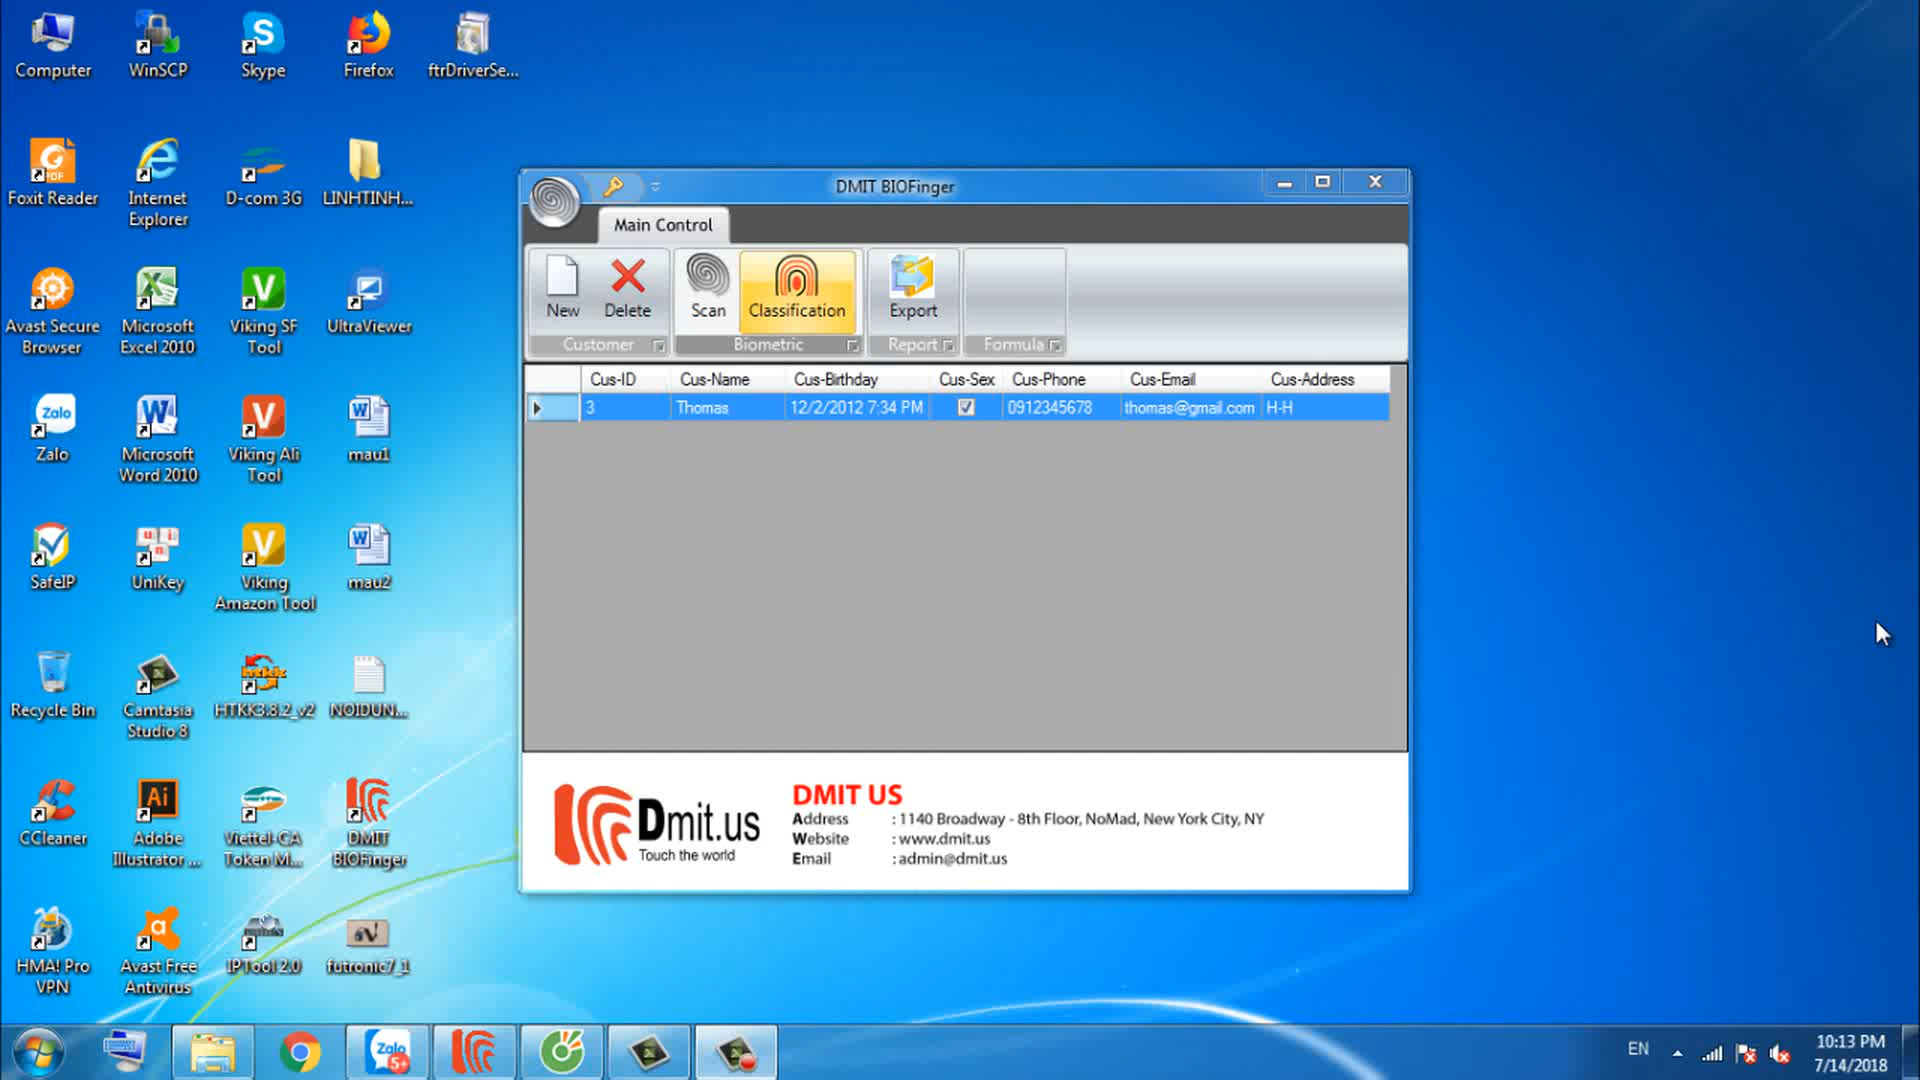 Computer
WinSCP
Skype
Firefox
ftrDriverSe...
Foxit Reader
Internet
Explorer
D-com 3G
LINHTINH...
Avast Secure
Browser
Microsoft
Excel 2010
Viking SF
Tool
UltraViewer
Zalo
Zalo
Microsoft
Word 2010
Viking Ali
Tool
mau1
SafeIP
UniKey
Viking
Amazon Tool
mau2
Recycle Bin
Camtasia
Studio 8
HTKK3.8.2_v2
NOIDUN...
CCleaner
Adobe
Illustrator ...
Viettel-CA
Token M...
DMIT
BIOFinger
HMA! Pro
VPN
Avast Free
Antivirus
IPTool 2.0
futronic7_1
DMIT BIOFinger
Main Control
New
Delete
Scan
Classification
Export
Customer
Biometric
Report
Formula
Cus-ID Cus-Name Cus-Birthday Cus-Sex Cus-Phone Cus-Email Cus-Address
3 Thomas 12/2/2012 7:34 PM 0912345678 thomas@gmail.com H-H
Dmit.us
Touch the world
DMIT US
Address : 1140 Broadway - 8th Floor, NoMad, New York City, NY
Website : www.dmit.us
Email : admin@dmit.us
Zalo
5+
EN
10:13 PM
7/14/2018